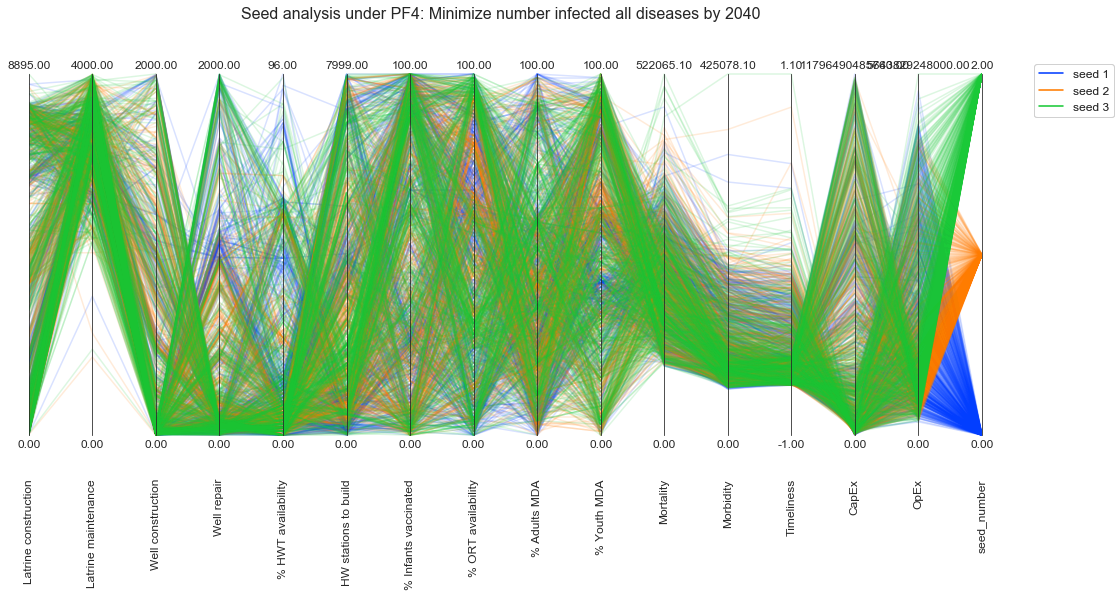 Seed analysis under PF4: Minimize number infected all diseases by 2040
8895.00 4000.00 2000.00 2000.00 96.00 7999.00 100.00 100.00 100.00 100.00 522065.10 425078.10 1.10 2.00
seed 1
seed 2
seed 3
0.00 0.00 0.00 0.00 0.00 0.00 0.00 0.00 0.00 0.00 0.00 0.00 -1.00 0.00 0.00 0.00
Latrine construction
Latrine maintenance
Well construction
Well repair
% HWT availability
HW stations to build
% Infants vaccinated
% ORT availability
% Adults MDA
% Youth MDA
Mortality
Morbidity
Timeliness
CapEx
OpEx
seed_number